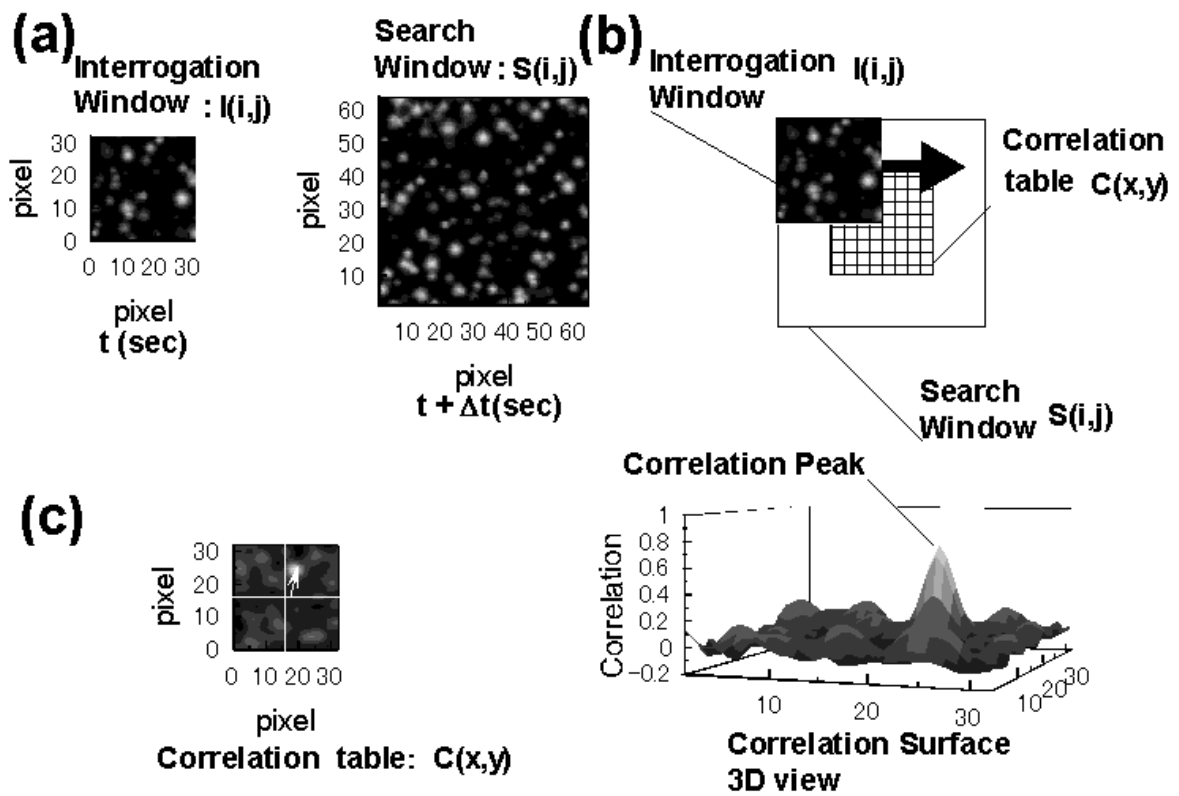 (a)
Interrogation
Window : I(i,j)
pixel
30
20
10
0
0 10 20 30
pixel
t (sec)
Search
Window : S(i,j)
pixel
60
50
40
30
20
10
10 20 30 40 50 60
pixel
t + Δt(sec)
(b)
Interrogation I(i,j)
Window
Correlation
table C(x,y)
Search
Window S(i,j)
(c)
pixel
30
20
10
0
0 10 20 30
pixel
Correlation table: C(x,y)
Correlation Peak
Correlation
1
0.8
0.6
0.4
0.2
0
−0.2
10 20 30
10 20 30
Correlation Surface
3D view